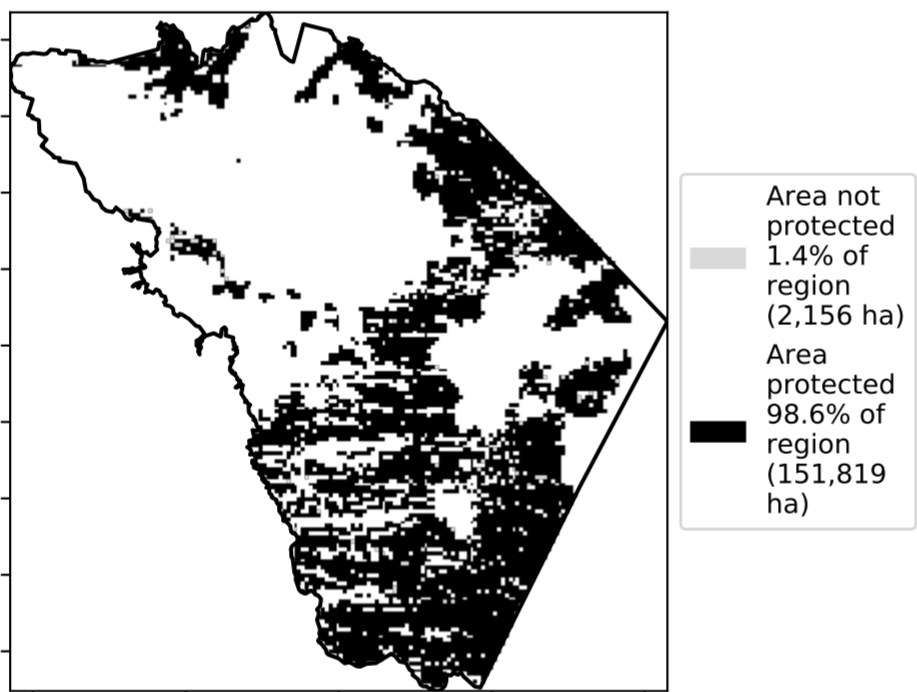 Area not
protected
1.4% of
region
(2,156 ha)
Area
protected
98.6% of
region
(151,819
ha)